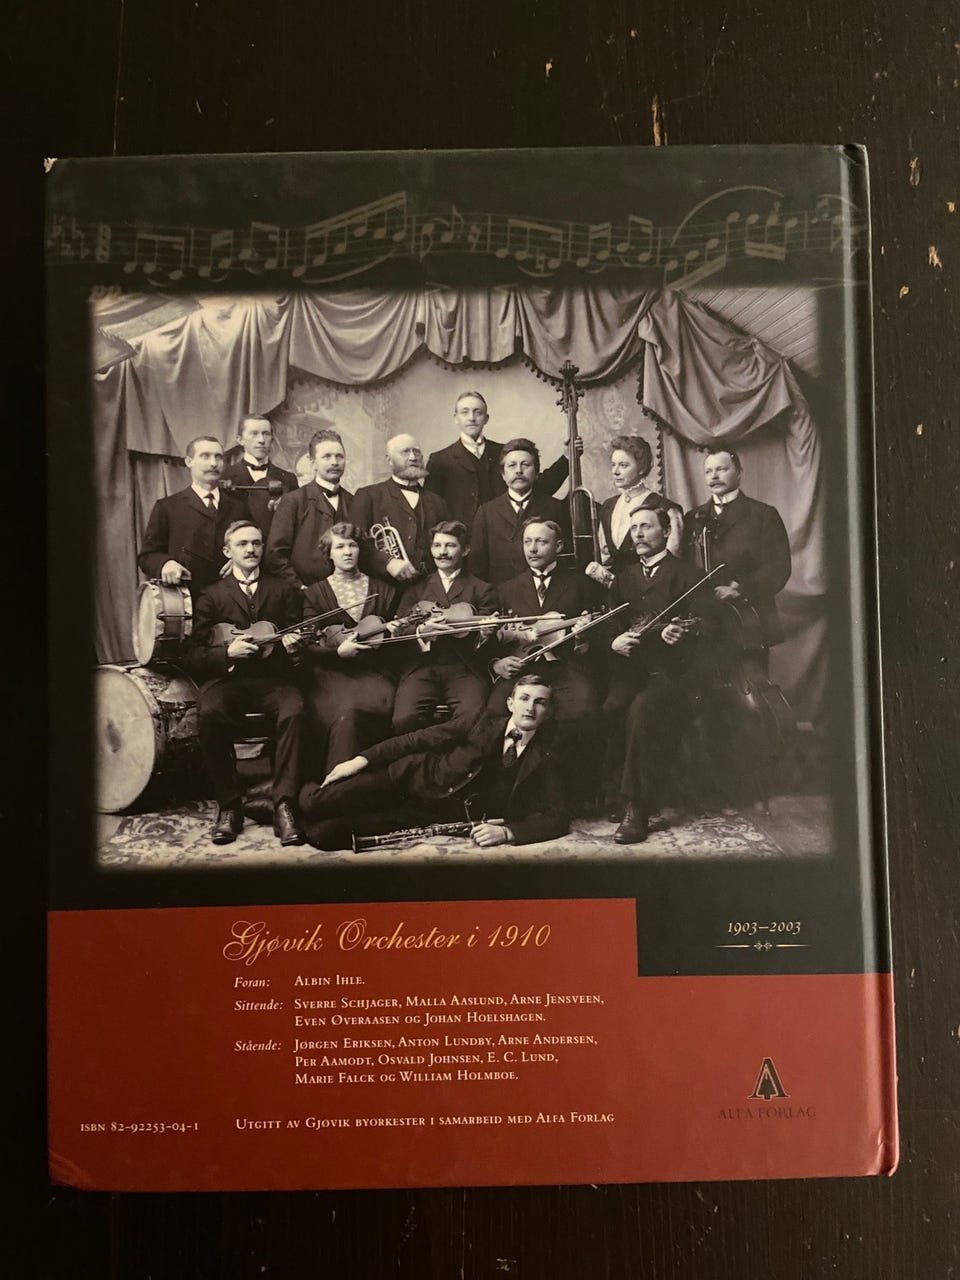 Gjøvik Orchester i 1910
1903–2003
Foran: Albin Ihle.
Sittende: Sverre Schjager, Malla Aaslund, Arne Jensveen,
Even Øveraasen og Johan Hoelshagen.
Stående: Jørgen Eriksen, Anton Lundby, Arne Andersen,
Per Aamodt, Osvald Johnsen, E. C. Lund,
Marie Falck og William Holmboe.
Alfa Forlag
ISBN 82-92253-04-1
Utgitt av Gjøvik byorkester i samarbeid med Alfa Forlag